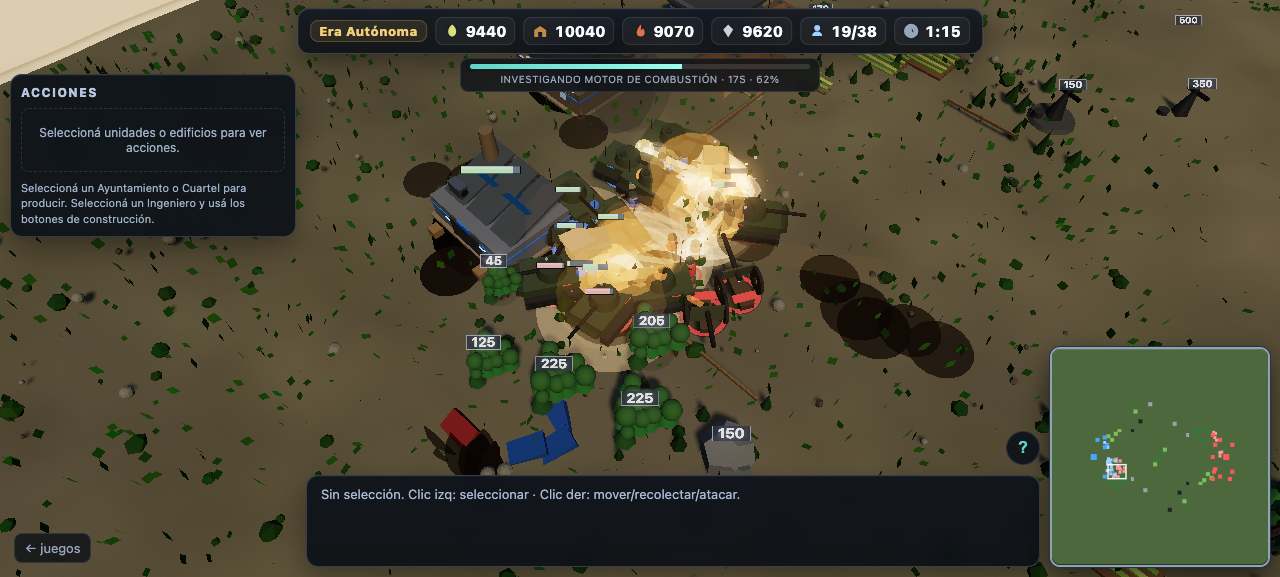 Era Autónoma 9440 10040 9070 9620 19/38 1:15
INVESTIGANDO MOTOR DE COMBUSTIÓN · 17S · 62%
ACCIONES
Seleccioná unidades o edificios para ver
acciones.
Seleccioná un Ayuntamiento o Cuartel para
producir. Seleccioná un Ingeniero y usá los
botones de construcción.
500
150
350
45
205
125
225
225
150
?
Sin selección. Clic izq: seleccionar · Clic der: mover/recolectar/atacar.
← juegos